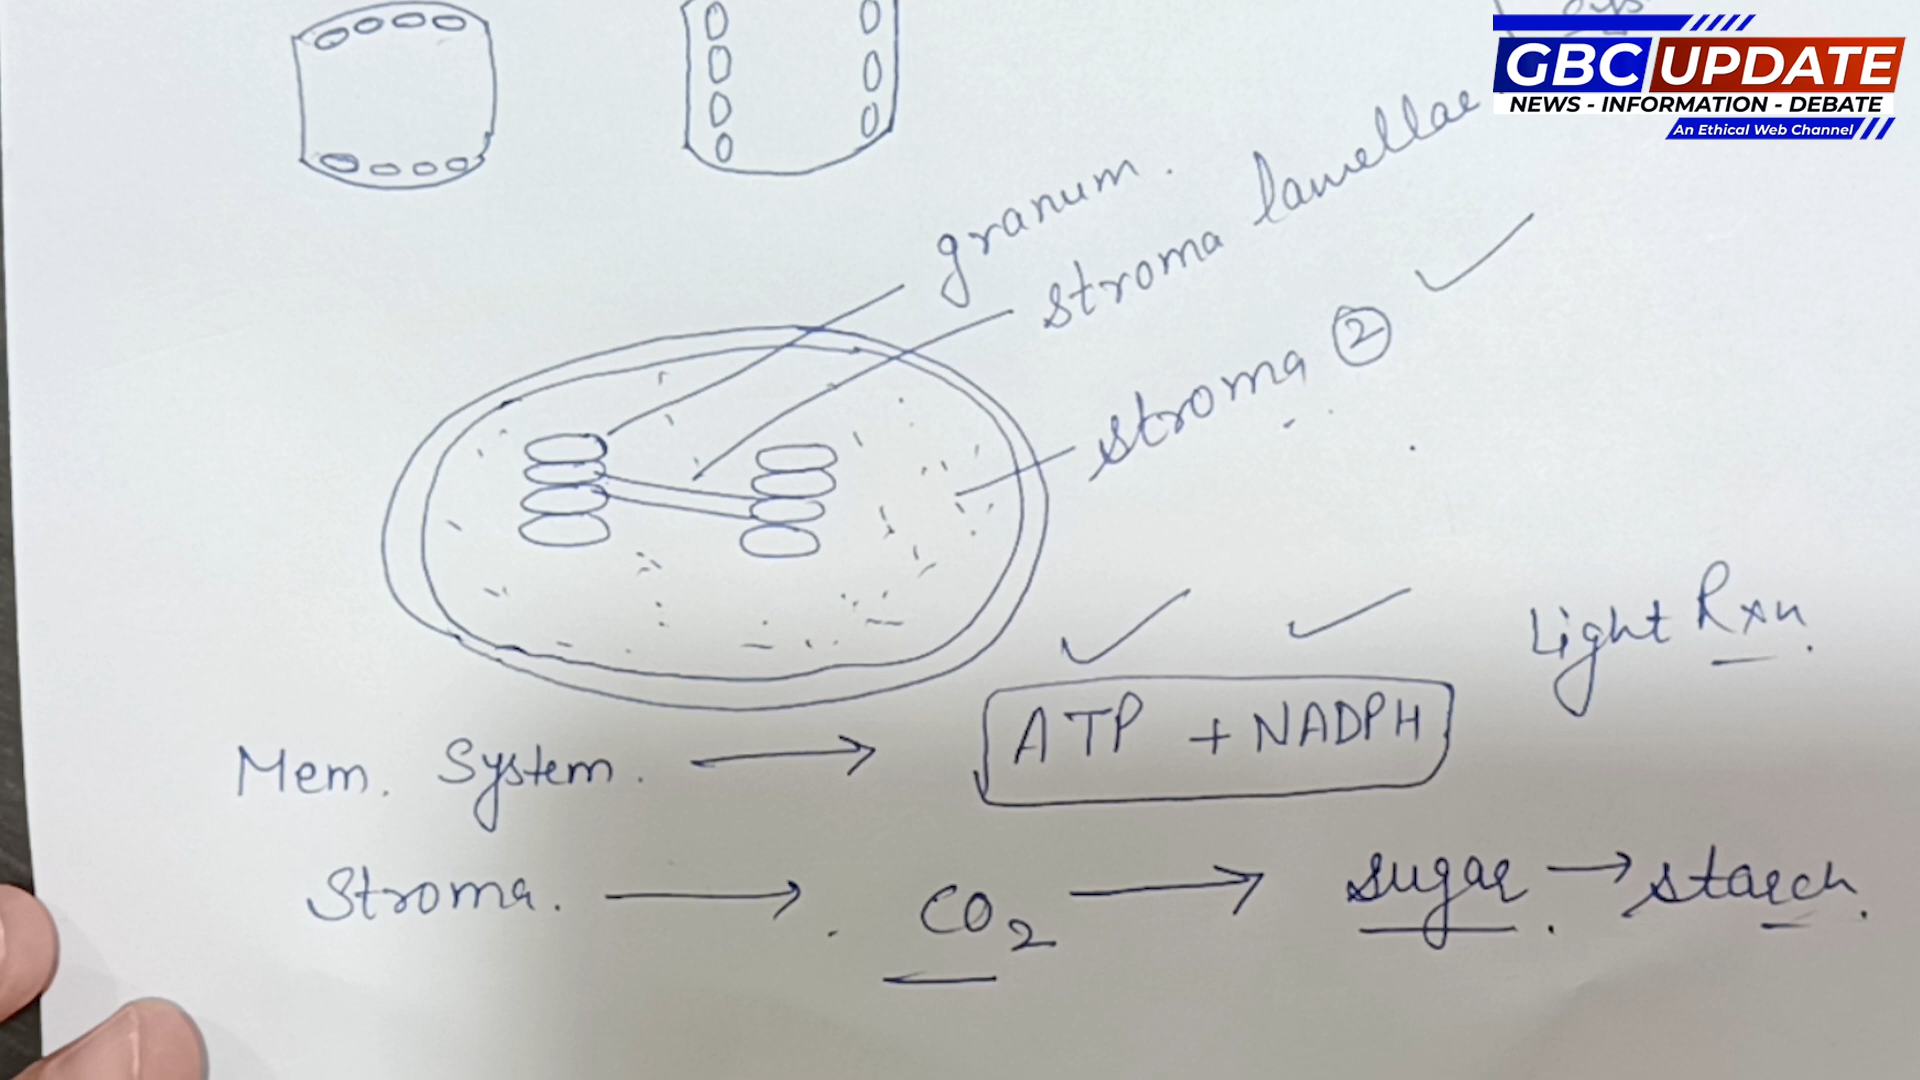 GBC UPDATE
NEWS - INFORMATION - DEBATE
An Ethical Web Channel
granum.
stroma lamellae
stroma ②
Light Rxn.
Mem. System. → ATP + NADPH
Stroma. → CO₂ → sugar → starch.